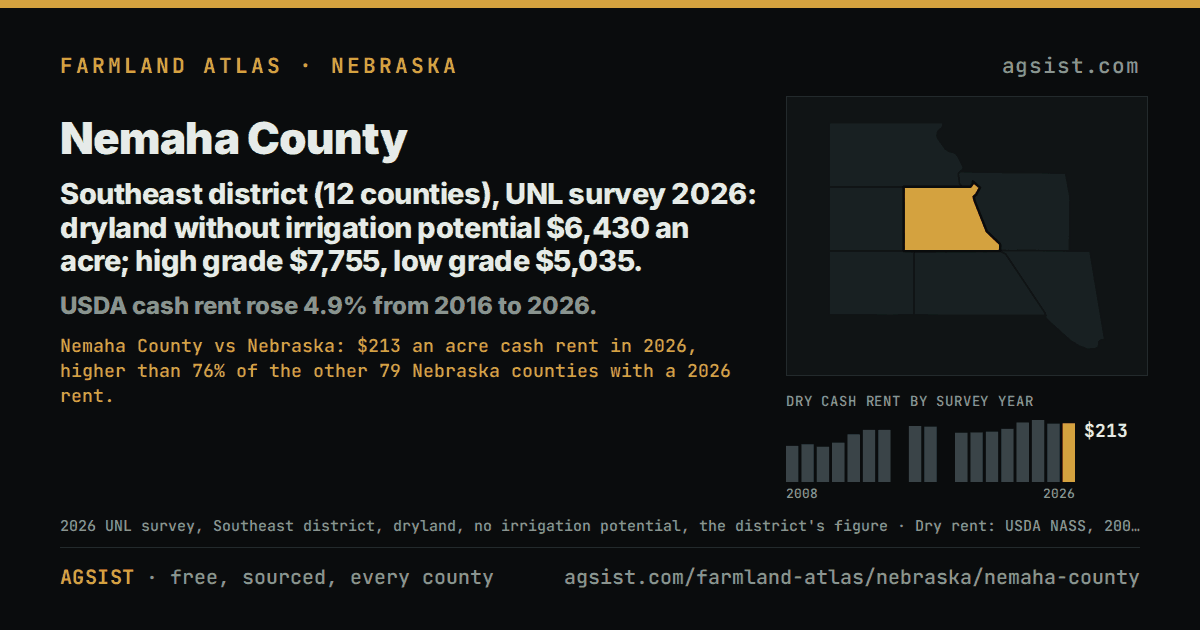 FARMLAND ATLAS · NEBRASKA
agsist.com
Nemaha County
Southeast district (12 counties), UNL survey 2026:
dryland without irrigation potential $6,430 an
acre; high grade $7,755, low grade $5,035.
USDA cash rent rose 4.9% from 2016 to 2026.
Nemaha County vs Nebraska: $213 an acre cash rent in 2026,
higher than 76% of the other 79 Nebraska counties with a 2026
rent.
DRY CASH RENT BY SURVEY YEAR
$213
2008
2026
2026 UNL survey, Southeast district, dryland, no irrigation potential, the district's figure · Dry rent: USDA NASS, 200…
AGSIST · free, sourced, every county
agsist.com/farmland-atlas/nebraska/nemaha-county